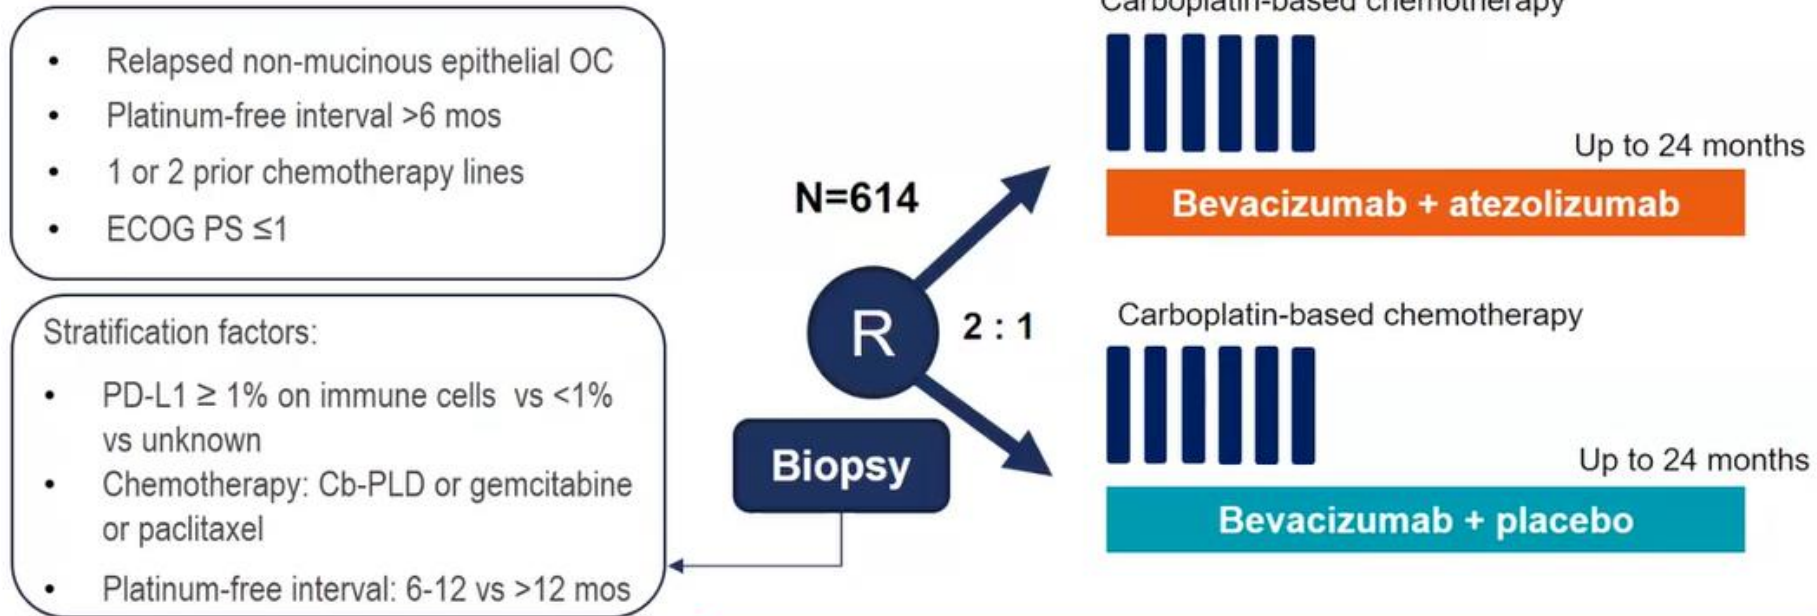 • Relapsed non-mucinous epithelial OC
• Platinum-free interval >6 mos
• 1 or 2 prior chemotherapy lines
• ECOG PS ≤1
Stratification factors:
• PD-L1 ≥ 1% on immune cells vs <1%
vs unknown
• Chemotherapy: Cb-PLD or gemcitabine
or paclitaxel
• Platinum-free interval: 6-12 vs >12 mos
N=614
R
2 : 1
Biopsy
Carboplatin-based chemotherapy
Up to 24 months
Bevacizumab + atezolizumab
Carboplatin-based chemotherapy
Up to 24 months
Bevacizumab + placebo